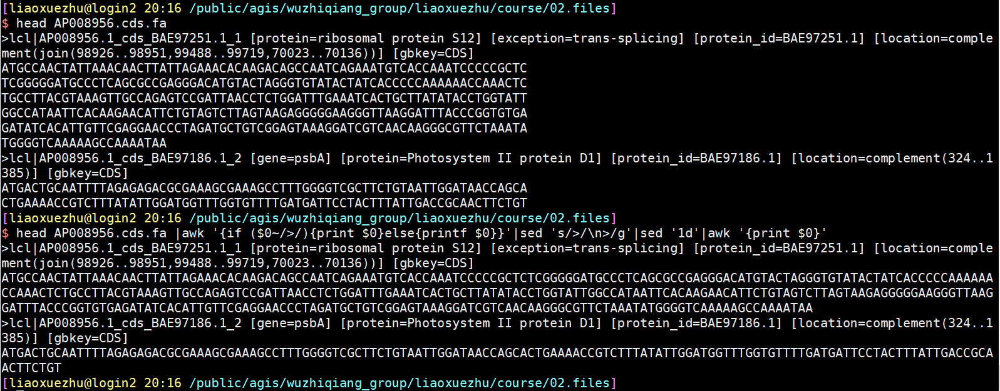 [liaoxuezhu@login2 20:16 /public/agis/wuzhiqiang_group/liaoxuezhu/course/02.files]
$ head AP008956.cds.fa
>lcl|AP008956.1_cds_BAE97251.1_1 [protein=ribosomal protein S12] [exception=trans-splicing] [protein_id=BAE97251.1] [location=comple
ment(join(98926..98951,99488..99719,70023..70136))] [gbkey=CDS]
ATGCCAACTATTAAACAACTTATTAGAAACACAAGACAGCCAATCAGAAATGTCACCAAATCCCCCGCTC
TCGGGGGATGCCCTCAGCGCCGAGGGACATGTACTAGGGTGTATACTATCACCCCCAAAAAACCAAACTC
TGCCTTACGTAAAGTTGCCAGAGTCCGATTAACCTCTGGATTTGAAATCACTGCTTATATACCTGGTATT
GGCCATAATTCACAAGAACATTCTGTAGTCTTAGTAAGAGGGGGAAGGGTTAAGGATTTACCCGGTGTGA
GATATCACATTGTTCGAGGAACCCTAGATGCTGTCGGAGTAAAGGATCGTCAACAAGGGCGTTCTAAATA
TGGGGTCAAAAAGCCAAAATAA
>lcl|AP008956.1_cds_BAE97186.1_2 [gene=psbA] [protein=Photosystem II protein D1] [protein_id=BAE97186.1] [location=complement(324..1
385)] [gbkey=CDS]
ATGACTGCAATTTTAGAGAGACGCGAAAGCGAAAGCCTTTGGGGTCGCTTCTGTAATTGGATAACCAGCA
CTGAAAACCGTCTTTATATTGGATGGTTTGGTGTTTTGATGATTCCTACTTTATTGACCGCAACTTCTGT
[liaoxuezhu@login2 20:16 /public/agis/wuzhiqiang_group/liaoxuezhu/course/02.files]
$ head AP008956.cds.fa |awk '{if ($0~/>/){print $0}else{printf $0}}'|sed 's/>/\n>/g'|sed '1d'|awk '{print $0}'
>lcl|AP008956.1_cds_BAE97251.1_1 [protein=ribosomal protein S12] [exception=trans-splicing] [protein_id=BAE97251.1] [location=comple
ment(join(98926..98951,99488..99719,70023..70136))] [gbkey=CDS]
ATGCCAACTATTAAACAACTTATTAGAAACACAAGACAGCCAATCAGAAATGTCACCAAATCCCCCGCTCTCGGGGGATGCCCTCAGCGCCGAGGGACATGTACTAGGGTGTATACTATCACCCCCAAAAAA
CCAAACTCTGCCTTACGTAAAGTTGCCAGAGTCCGATTAACCTCTGGATTTGAAATCACTGCTTATATACCTGGTATTGGCCATAATTCACAAGAACATTCTGTAGTCTTAGTAAGAGGGGGAAGGGTTAAG
GATTTACCCGGTGTGAGATATCACATTGTTCGAGGAACCCTAGATGCTGTCGGAGTAAAGGATCGTCAACAAGGGCGTTCTAAATATGGGGTCAAAAAGCCAAAATAA
>lcl|AP008956.1_cds_BAE97186.1_2 [gene=psbA] [protein=Photosystem II protein D1] [protein_id=BAE97186.1] [location=complement(324..1
385)] [gbkey=CDS]
ATGACTGCAATTTTAGAGAGACGCGAAAGCGAAAGCCTTTGGGGTCGCTTCTGTAATTGGATAACCAGCACTGAAAACCGTCTTTATATTGGATGGTTTGGTGTTTTGATGATTCCTACTTTATTGACCGCA
ACTTCTGT
[liaoxuezhu@login2 20:16 /public/agis/wuzhiqiang_group/liaoxuezhu/course/02.files]